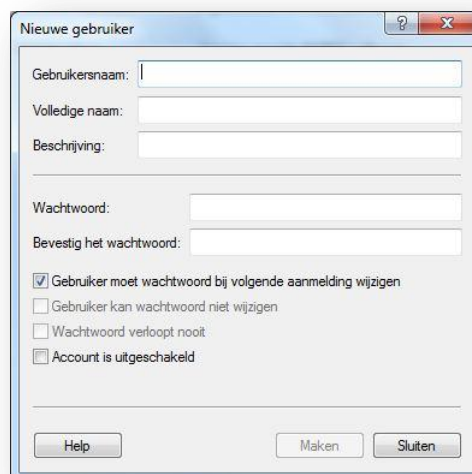 Nieuwe gebruiker
Gebruikersnaam:
Volledige naam:
Beschrijving:
Wachtwoord:
Bevestig het wachtwoord:
Gebruiker moet wachtwoord bij volgende aanmelding wijzigen
Gebruiker kan wachtwoord niet wijzigen
Wachtwoord verloopt nooit
Account is uitgeschakeld
Help Maken Sluiten